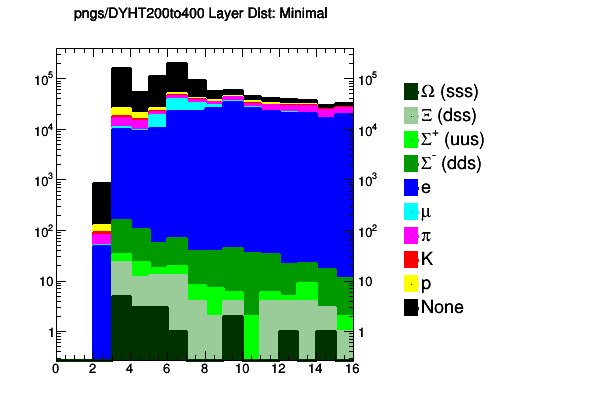 pngs/DYHT200to400 Layer Dist: Minimal
10⁵ 10⁵
10⁴ 10⁴
10³ 10³
10² 10²
10 10
1 1
0 2 4 6 8 10 12 14 16
Ω (sss)
Ξ (dss)
Σ⁺ (uus)
Σ⁻ (dds)
e
μ
π
K
p
None